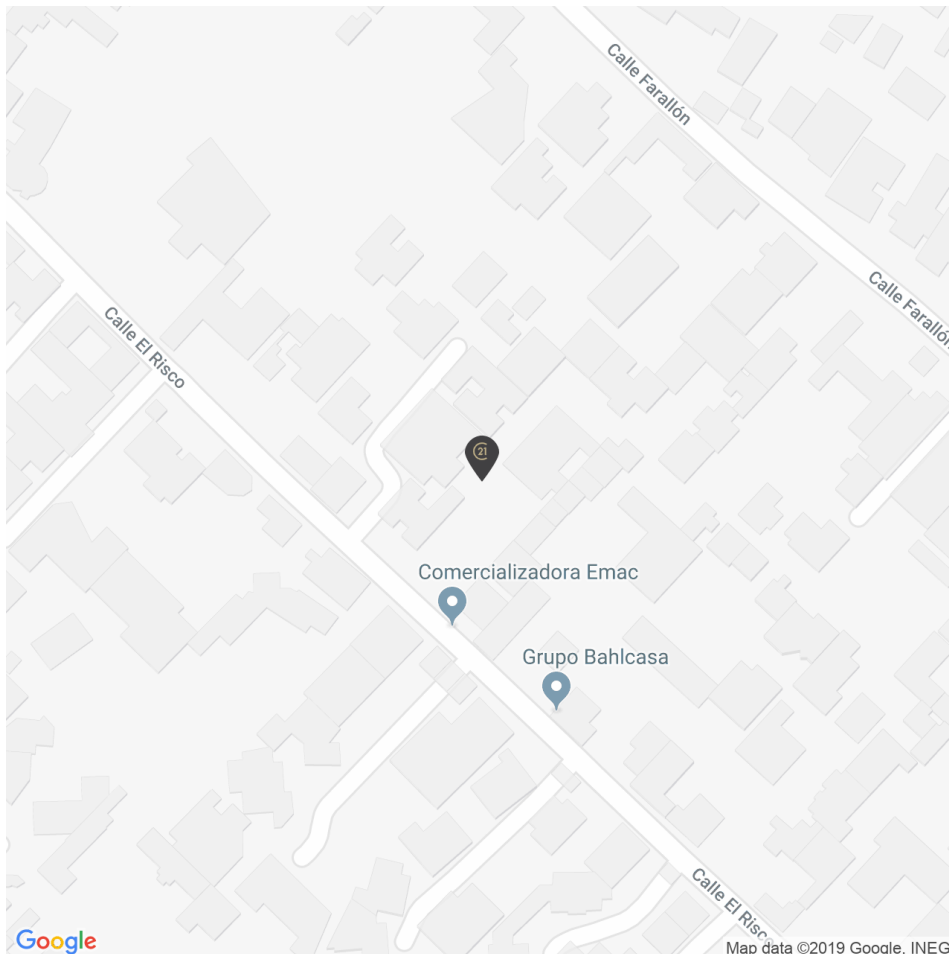 Calle Farallón
Calle Farallón
Calle El Risco
21
Comercializadora Emac
Grupo Bahlcasa
Calle El Risco
Google
Map data ©2019 Google, INEG